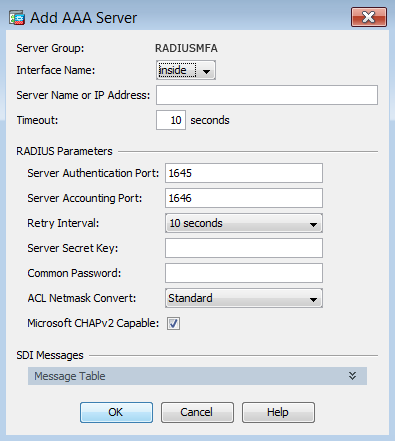 Add AAA Server
Server Group: RADIUSMFA
Interface Name: inside
Server Name or IP Address:
Timeout: 10 seconds
RADIUS Parameters
Server Authentication Port: 1645
Server Accounting Port: 1646
Retry Interval: 10 seconds
Server Secret Key:
Common Password:
ACL Netmask Convert: Standard
Microsoft CHAPv2 Capable:
SDI Messages
Message Table
OK Cancel Help